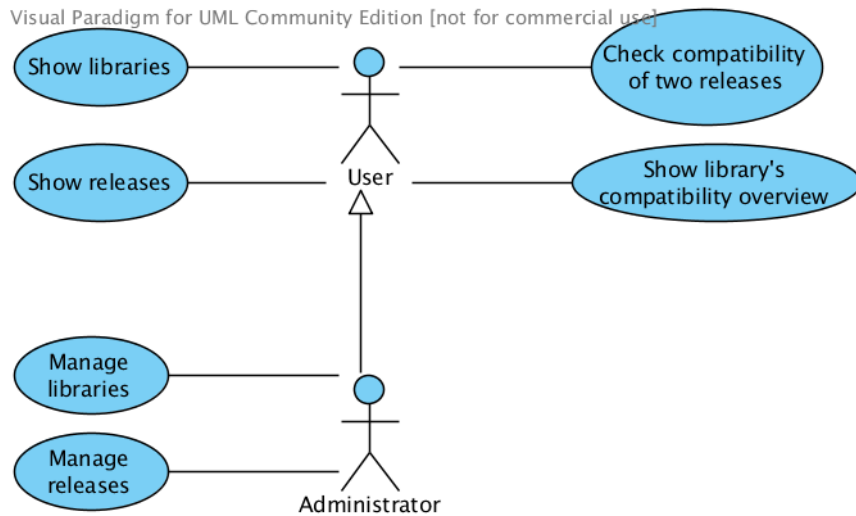 Visual Paradigm for UML Community Edition [not for commercial use]
Show libraries
Check compatibility
of two releases
Show releases
User
Show library's
compatibility overview
Manage
libraries
Manage
releases
Administrator